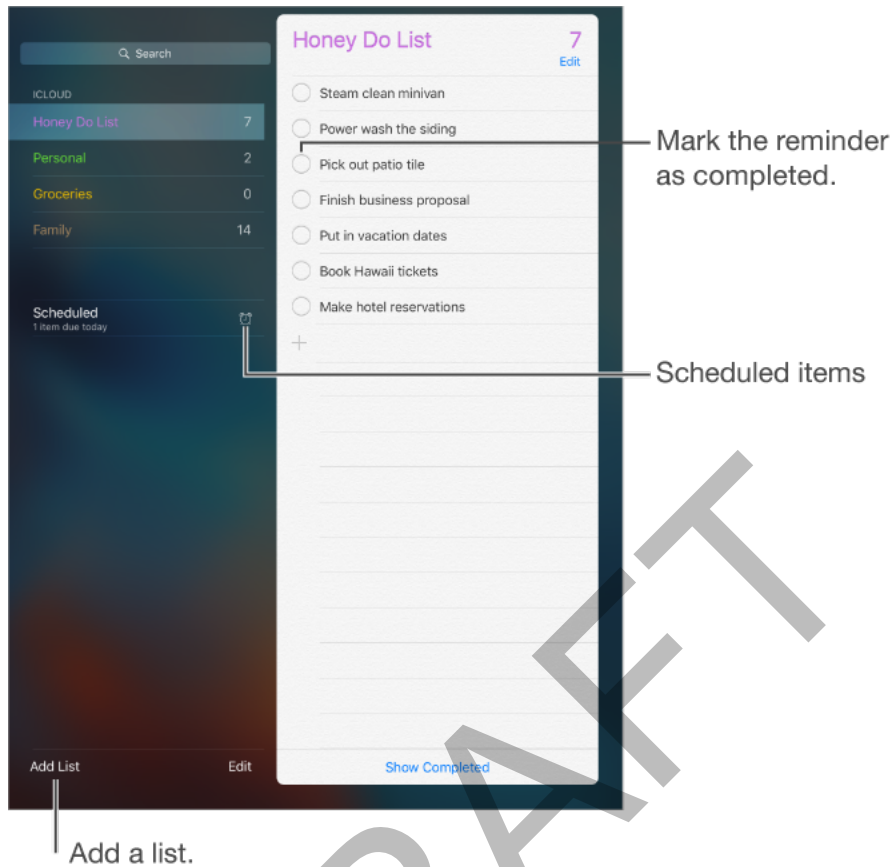 Search
ICLOUD
Honey Do List 7
Personal 2
Groceries 0
Family 14
Scheduled
1 item due today
Add List Edit
Honey Do List 7
Edit
Steam clean minivan
Power wash the siding
Pick out patio tile
Finish business proposal
Put in vacation dates
Book Hawaii tickets
Make hotel reservations
Show Completed
Mark the reminder
as completed.
Scheduled items
Add a list.
DRAFT